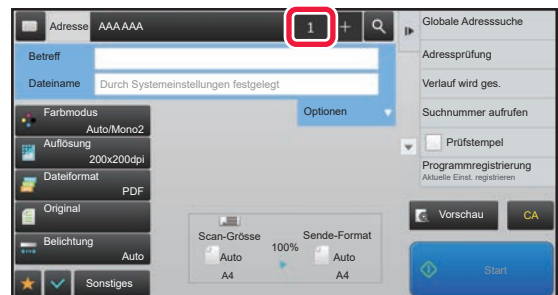 Adresse AAA AAA 1 +
Betreff
Dateiname Durch Systemeinstellungen festgelegt
Farbmodus
Auto/Mono2
Optionen
Auflösung
200x200dpi
Dateiformat
PDF
Original
Belichtung
Auto
Sonstiges
Scan-Grösse
Auto
A4
100%
Sende-Format
Auto
A4
Globale Adresssuche
Adressprüfung
Verlauf wird ges.
Suchnummer aufrufen
Prüfstempel
Programmregistrierung
Aktuelle Einst. registrieren
Vorschau
CA
Start